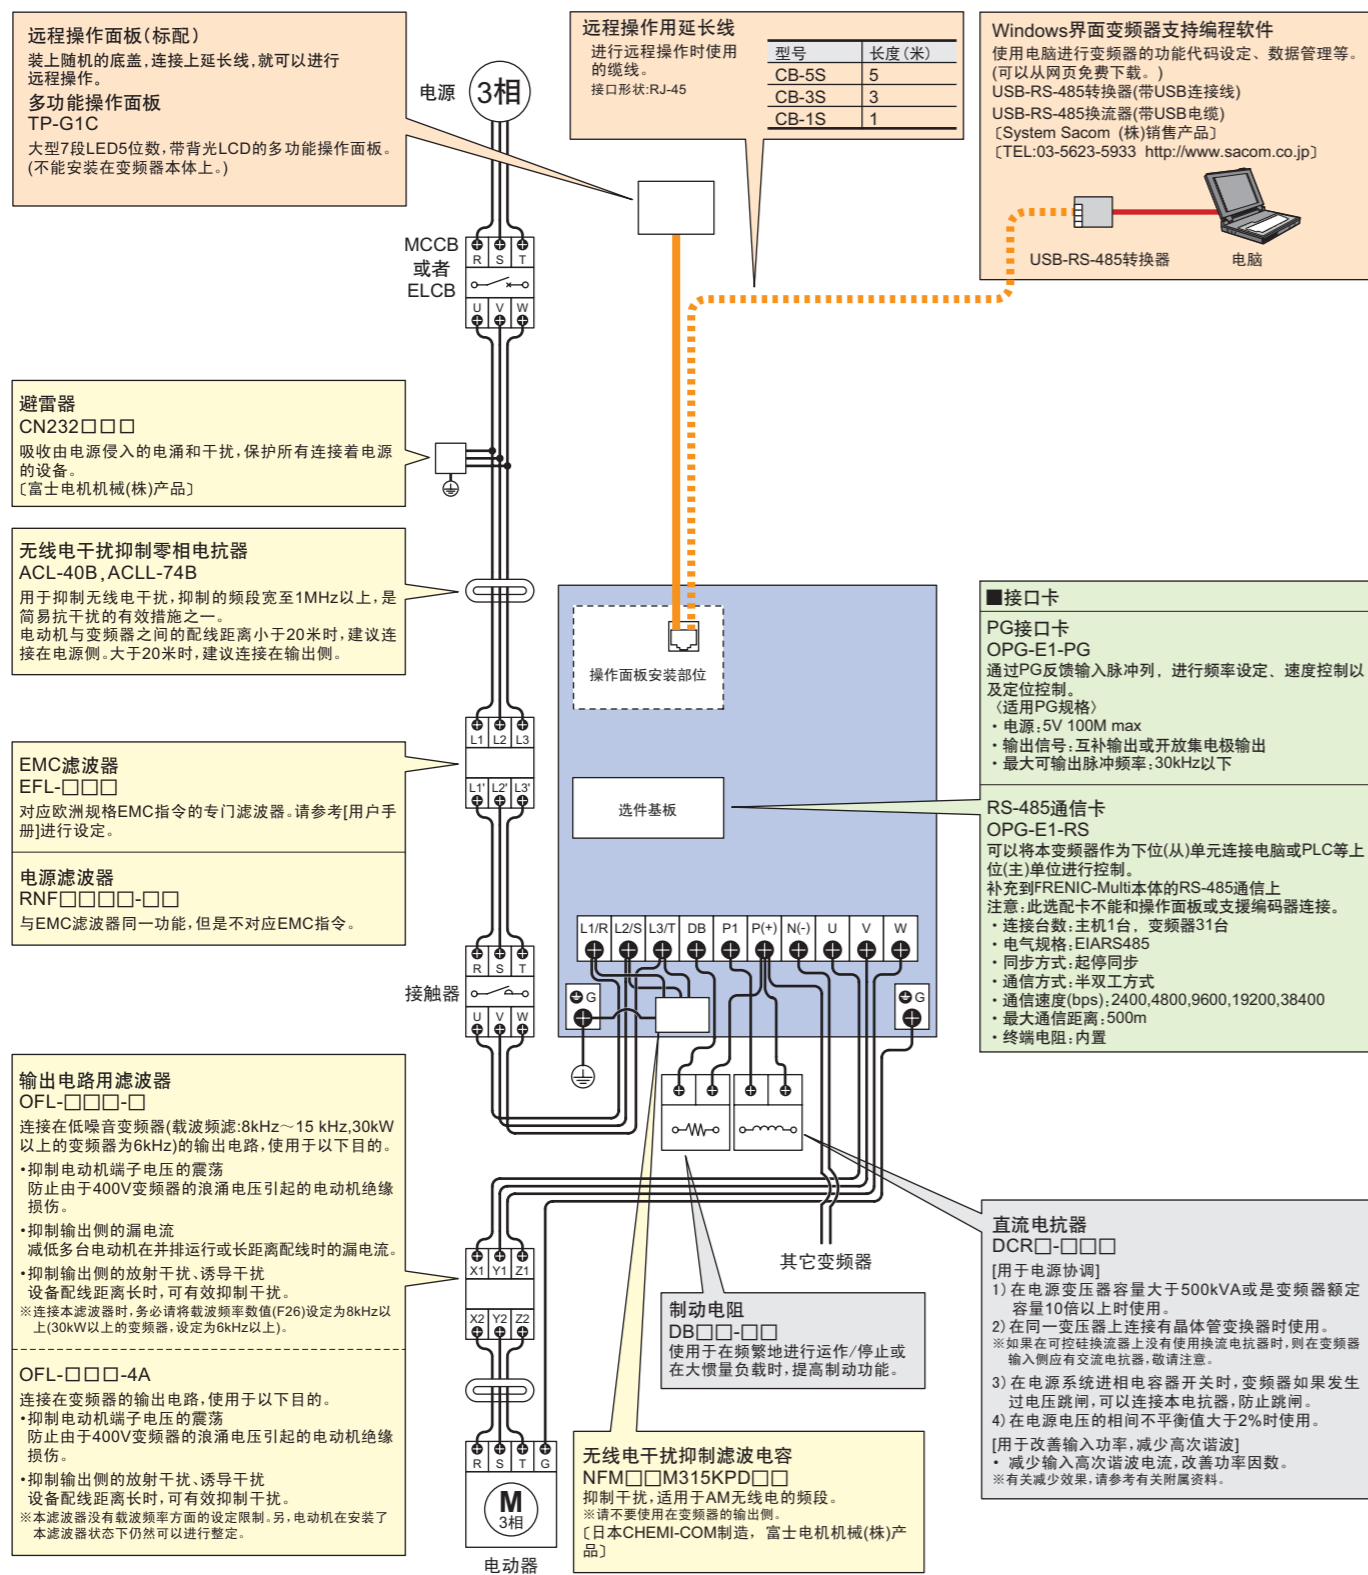 远程操作面板(标配)
装上随机的底盖,连接上延长线,就可以进行
远程操作。
多功能操作面板
TP-G1C
大型7段LED5位数,带背光LCD的多功能操作面板。
(不能安装在变频器本体上。)
电源
3相
远程操作用延长线
进行远程操作时使用
的缆线。
接口形状:RJ-45
型号 长度(米)
CB-5S 5
CB-3S 3
CB-1S 1
Windows界面变频器支持编程软件
使用电脑进行变频器的功能代码设定、数据管理等。
(可以从网页免费下载。)
USB-RS-485转换器(带USB连接线)
USB-RS-485换流器(带USB电缆)
〔System Sacom (株)销售产品〕
〔TEL:03-5623-5933 http://www.sacom.co.jp〕
USB-RS-485转换器
电脑
MCCB
或者
ELCB
R S T
U V W
避雷器
CN232□□□
吸收由电源侵入的电涌和干扰,保护所有连接着电源
的设备。
〔富士电机机械(株)产品〕
无线电干扰抑制零相电抗器
ACL-40B,ACLL-74B
用于抑制无线电干扰,抑制的频段宽至1MHz以上,是
简易抗干扰的有效措施之一。
电动机与变频器之间的配线距离小于20米时,建议连
接在电源侧。大于20米时,建议连接在输出侧。
EMC滤波器
EFL-□□□
对应欧洲规格EMC指令的专门滤波器。请参考[用户手
册]进行设定。
电源滤波器
RNF□□□□-□□
与EMC滤波器同一功能,但是不对应EMC指令。
L1 L2 L3
L1' L2' L3'
接触器
R S T
U V W
操作面板安装部位
选件基板
L1/R L2/S L3/T DB P1 P(+) N(-) U V W
G
G
■接口卡
PG接口卡
OPG-E1-PG
通过PG反馈输入脉冲列, 进行频率设定、速度控制以
及定位控制。
〈适用PG规格〉
・电源:5V 100M max
・输出信号:互补输出或开放集电极输出
・最大可输出脉冲频率:30kHz以下
RS-485通信卡
OPG-E1-RS
可以将本变频器作为下位(从)单元连接电脑或PLC等上
位(主)单位进行控制。
补充到FRENIC-Multi本体的RS-485通信上
注意:此选配卡不能和操作面板或支援编码器连接。
・连接台数:主机1台, 变频器31台
・电气规格:EIARS485
・同步方式:起停同步
・通信方式:半双工方式
・通信速度(bps):2400,4800,9600,19200,38400
・最大通信距离:500m
・终端电阻:内置
输出电路用滤波器
OFL-□□□-□
连接在低噪音变频器(载波频滤:8kHz～15 kHz,30kW
以上的变频器为6kHz)的输出电路,使用于以下目的。
•抑制电动机端子电压的震荡
防止由于400V变频器的浪涌电压引起的电动机绝缘
损伤。
•抑制输出侧的漏电流
减低多台电动机在并排运行或长距离配线时的漏电流。
•抑制输出侧的放射干扰、诱导干扰
设备配线距离长时,可有效抑制干扰。
※连接本滤波器时,务必请将载波频率数值(F26)设定为8kHz以
上(30kW以上的变频器,设定为6kHz以上)。
OFL-□□□-4A
连接在变频器的输出电路,使用于以下目的。
•抑制电动机端子电压的震荡
防止由于400V变频器的浪涌电压引起的电动机绝缘
损伤。
•抑制输出侧的放射干扰、诱导干扰
设备配线距离长时,可有效抑制干扰。
※本滤波器没有载波频率方面的设定限制。另,电动机在安装了
本滤波器状态下仍然可以进行整定。
X1 Y1 Z1
X2 Y2 Z2
R S T G
M
3相
电动器
其它变频器
制动电阻
DB□□-□□
使用于在频繁地进行运作/停止或
在大惯量负载时,提高制动功能。
无线电干扰抑制滤波电容
NFM□□M315KPD□□
抑制干扰,适用于AM无线电的频段。
※请不要使用在变频器的输出侧。
〔日本CHEMI-COM制造, 富士电机机械(株)产
品〕
直流电抗器
DCR□-□□□
[用于电源协调]
1)在电源变压器容量大于500kVA或是变频器额定
容量10倍以上时使用。
2)在同一变压器上连接有晶体管变换器时使用。
※如果在可控硅换流器上没有使用换流电抗器时,则在变频器
输入侧应有交流电抗器,敬请注意。
3)在电源系统进相电容器开关时,变频器如果发生
过电压跳闸,可以连接本电抗器,防止跳闸。
4)在电源电压的相间不平衡值大于2%时使用。
[用于改善输入功率,减少高次谐波]
• 减少输入高次谐波电流,改善功率因数。
※有关减少效果,请参考有关附属资料。